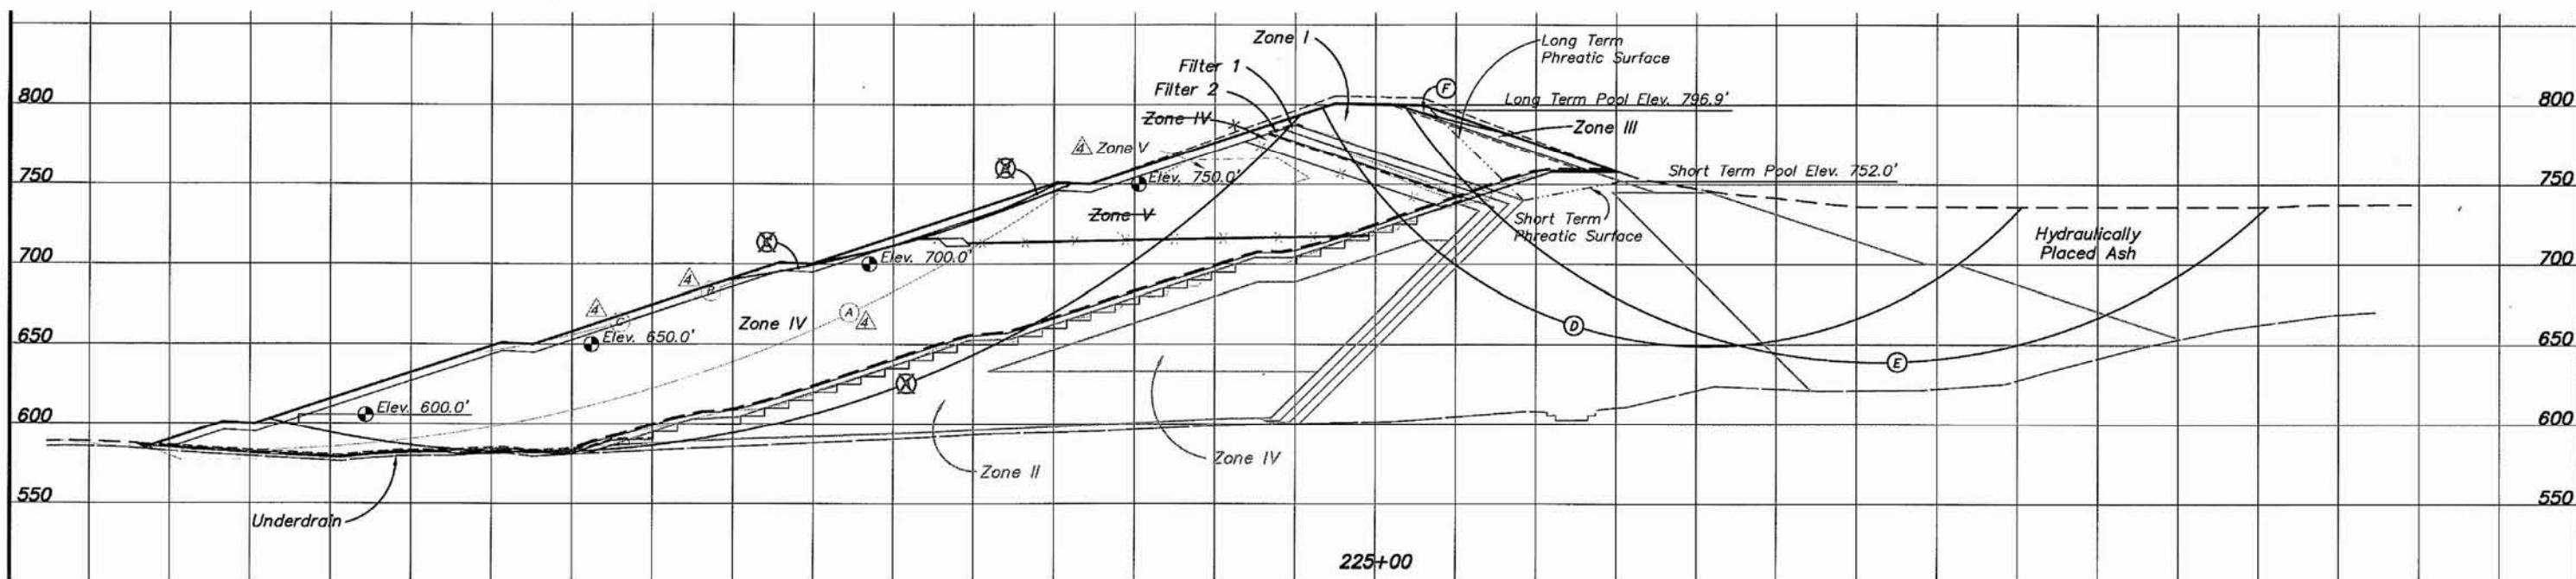 Zone I
Long Term
Phreatic Surface
Filter 1
Filter 2
800
F
Long Term Pool Elev. 796.9'
800
Zone IV
Zone III
4 Zone V
Short Term Pool Elev. 752.0'
750
Elev. 750.0'
750
Zone V
Short Term
Phreatic Surface
Hydraulically
Placed Ash
700
Elev. 700.0'
700
4
B
4
C
A
4
Zone IV
D
650
Elev. 650.0'
650
E
600
Elev. 600.0'
600
Zone II
Zone IV
550
550
Underdrain
225+00